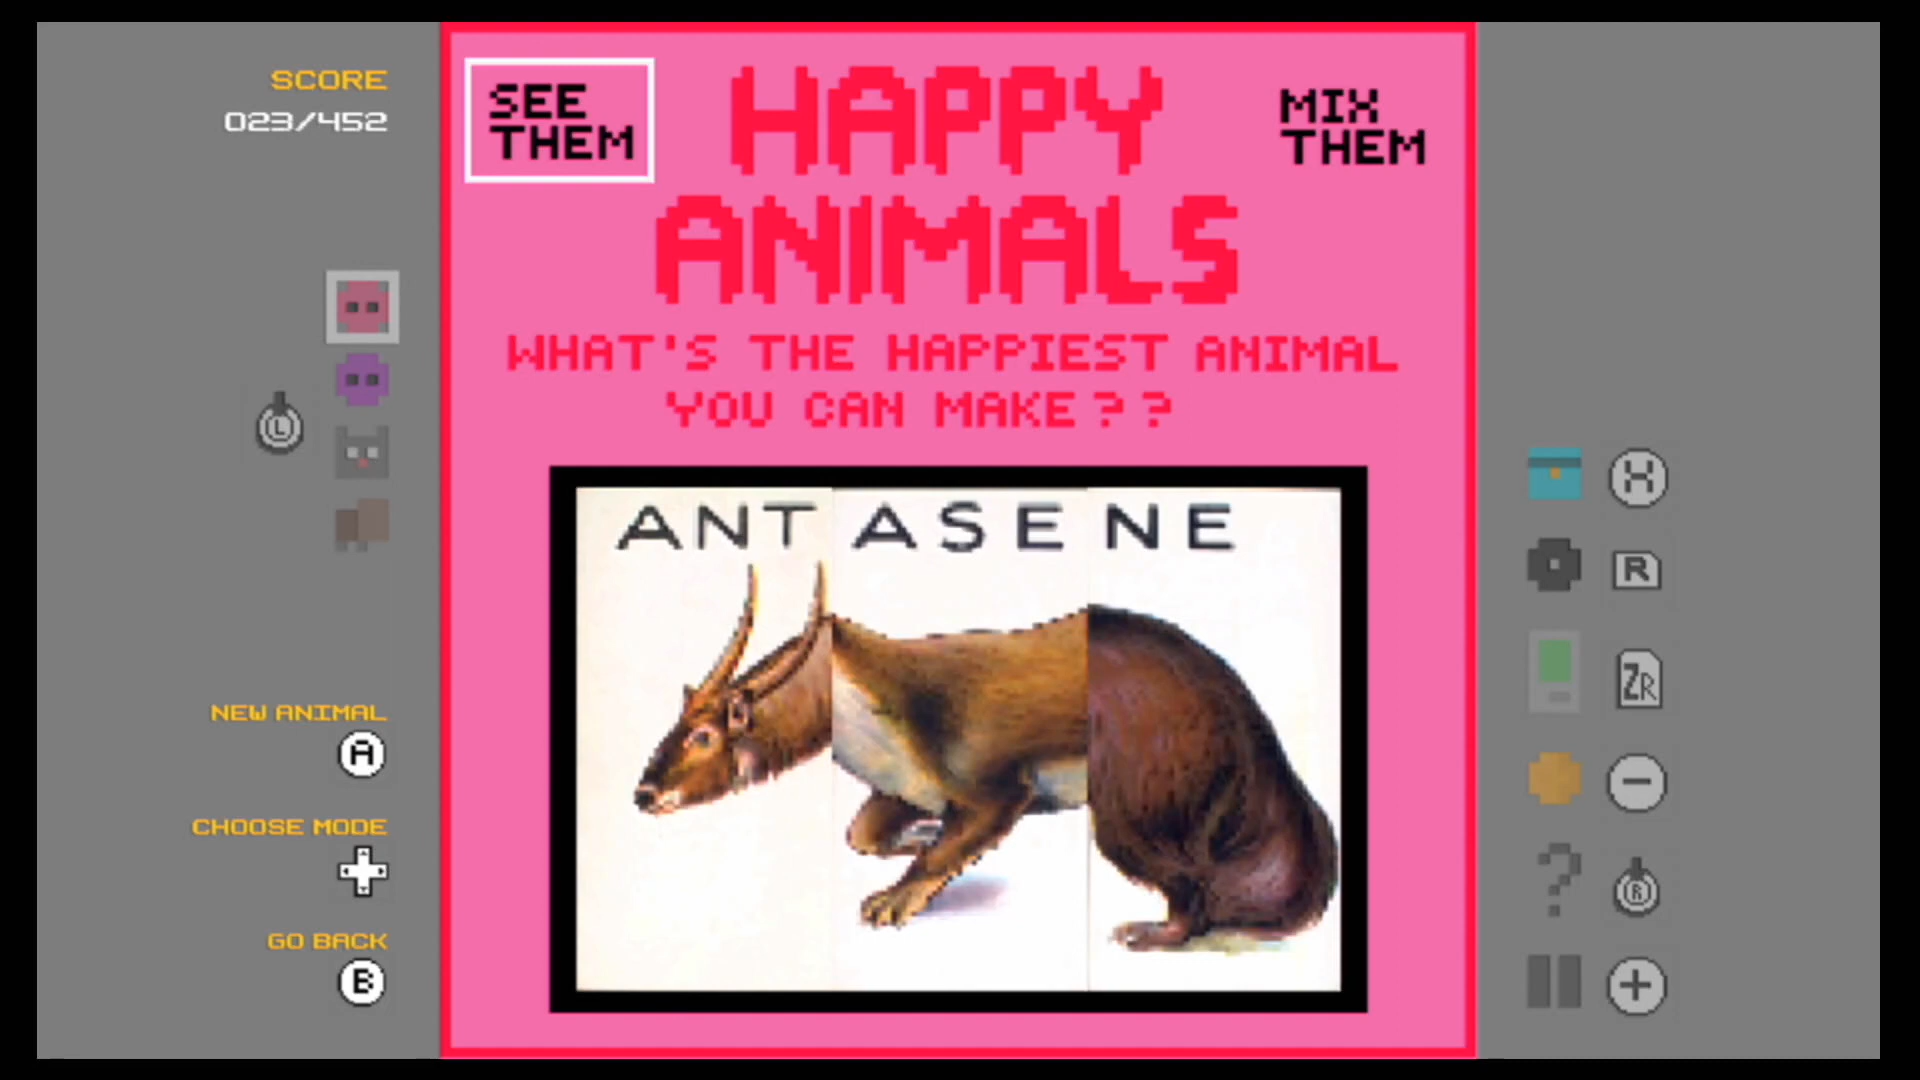 SCORE
023/452
SEE
THEM
HAPPY
ANIMALS
MIX
THEM
WHAT'S THE HAPPIEST ANIMAL
YOU CAN MAKE??
ANT ASE NE
L
NEW ANIMAL
A
CHOOSE MODE
GO BACK
B
X
R
ZR
?
R